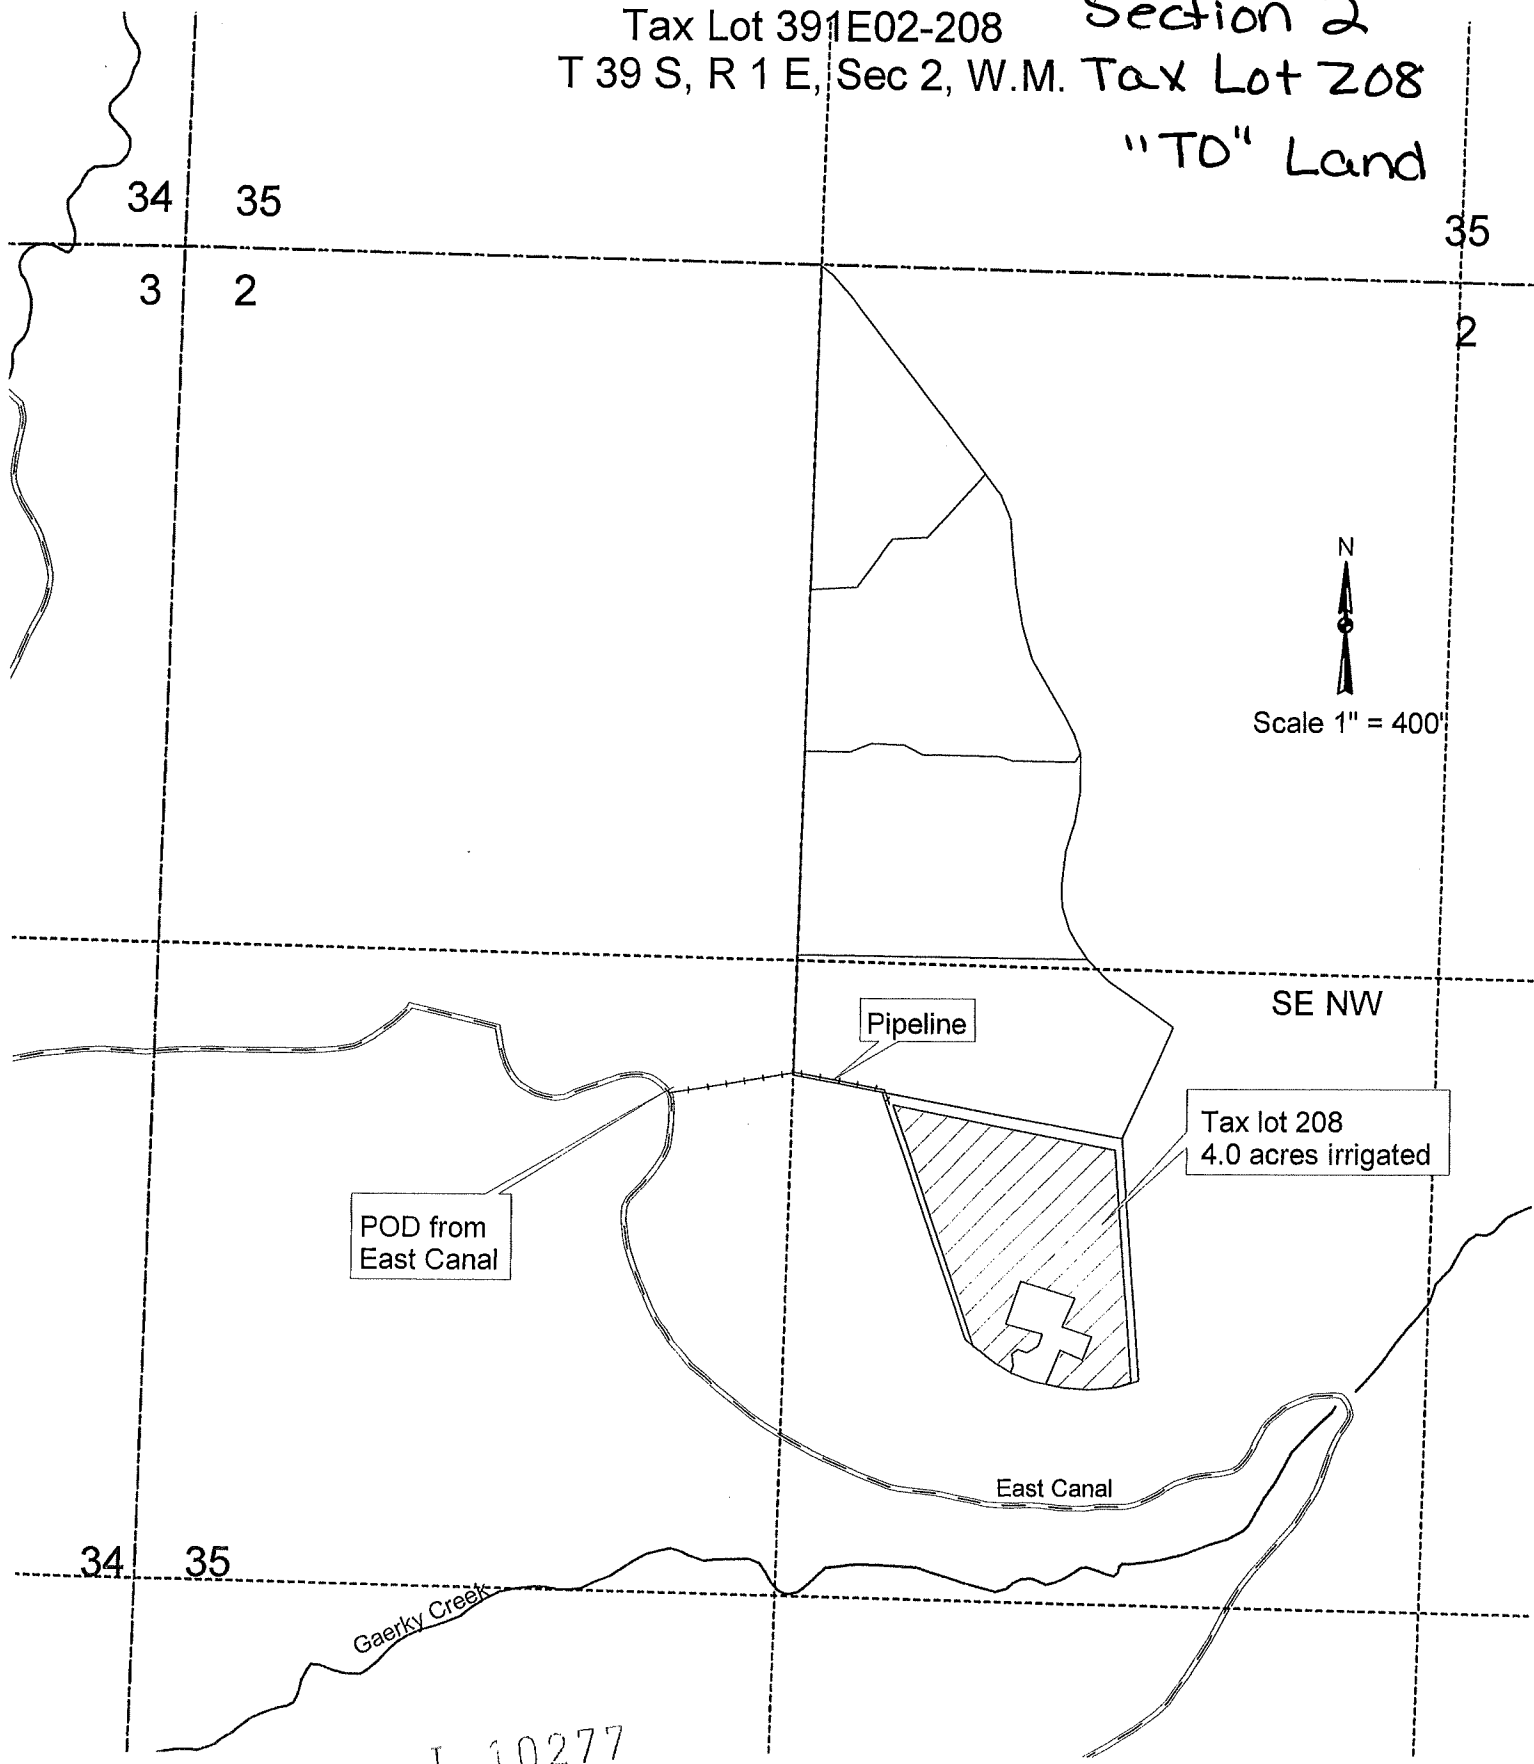 Tax Lot 391E02-208
T 39 S, R 1 E, Sec 2, W.M.
Section 2
Tax Lot 208
"TO" Land
34 35
35
3 2
2
N
Scale 1" = 400'
SE NW
Pipeline
Tax lot 208
4.0 acres irrigated
POD from
East Canal
East Canal
34 35
Gaerky Creek
10277